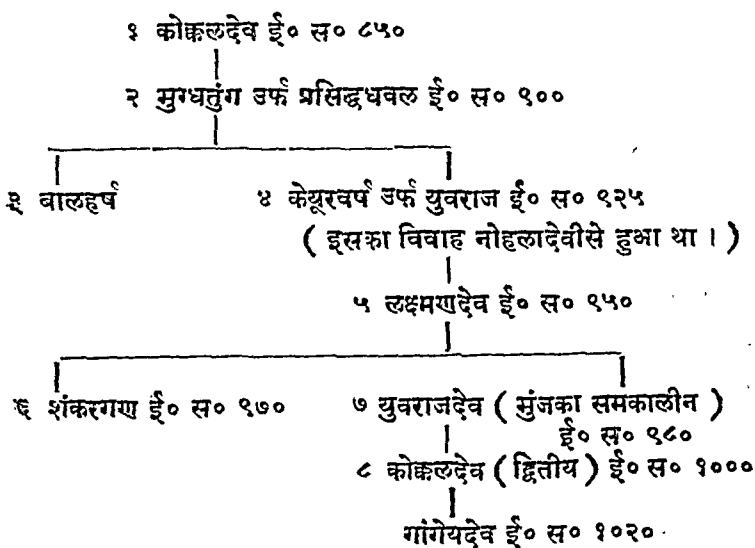 १ कोक्कलदेव ई० स० ८५०
२ मुग्धतुंग उर्फ प्रसिद्धधवल ई० स० ९००
३ बालहर्ष ४ केयूरवर्ष उर्फ युवराज ई० स० ९२५
( इसका विवाह नोहलादेवीसे हुआ था । )
५ लक्ष्मणदेव ई० स० ९५०
६ शंकरगण ई० स० ९७० ७ युवराजदेव ( मुंजका समकालीन )
ई० स० ९८०
८ कोक्कलदेव ( द्वितीय ) ई० स० १०००
गांगेयदेव ई० स० १०२०